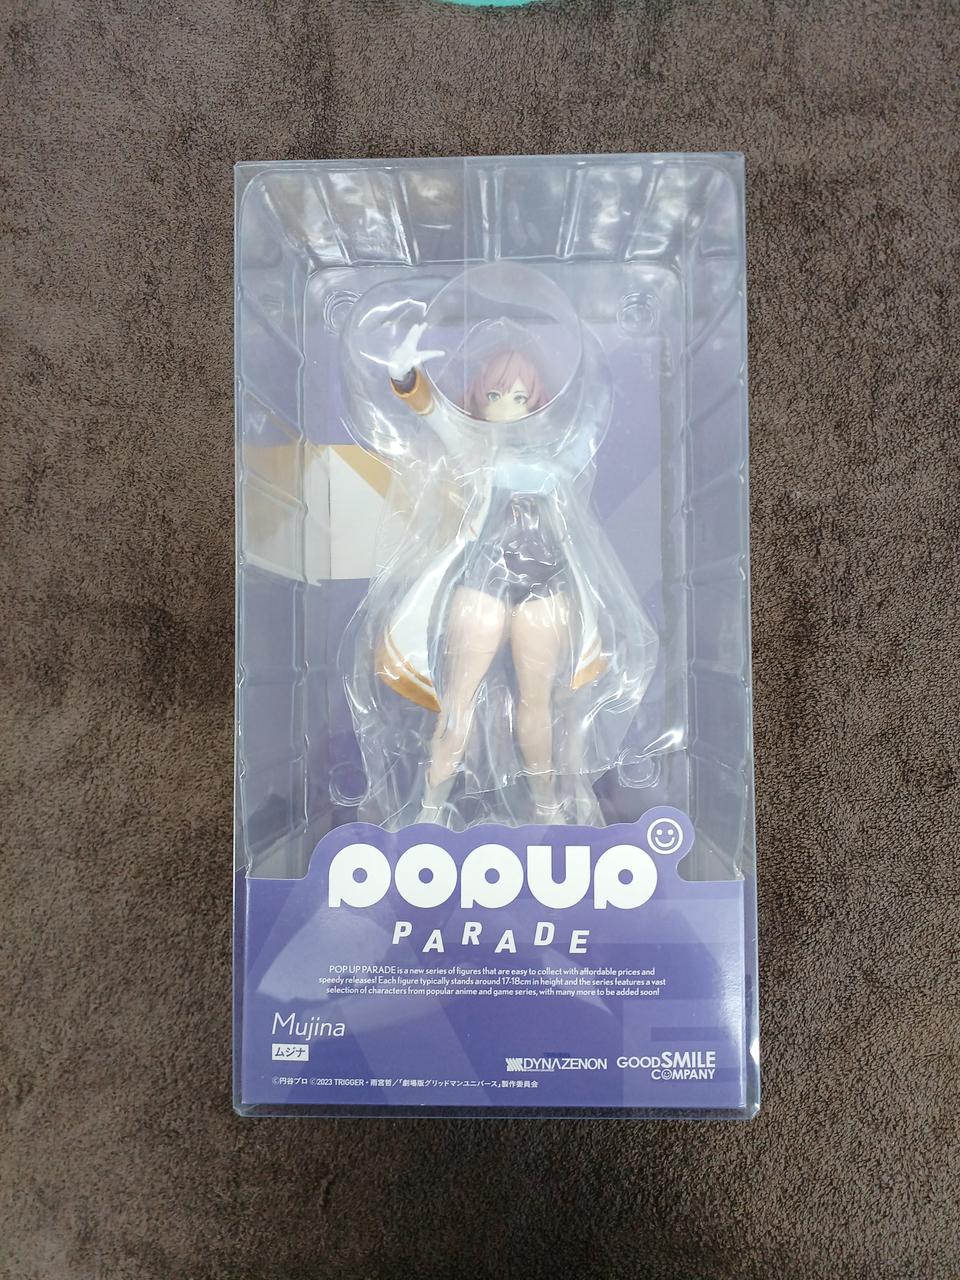 POPUP
PARADE
POP UP PARADE is a new series of figures that are easy to collect with affordable prices and
speedy releases! Each figure typically stands around 17-18cm in height and the series features a vast
selection of characters from popular anime and game series, with many more to be added soon!
Mujina
ムジナ
DYNAZENON
GOODSMILE
COMPANY
©円谷プロ ©2023 TRIGGER・雨宮哲／「劇場版グリッドマンユニバース」製作委員会